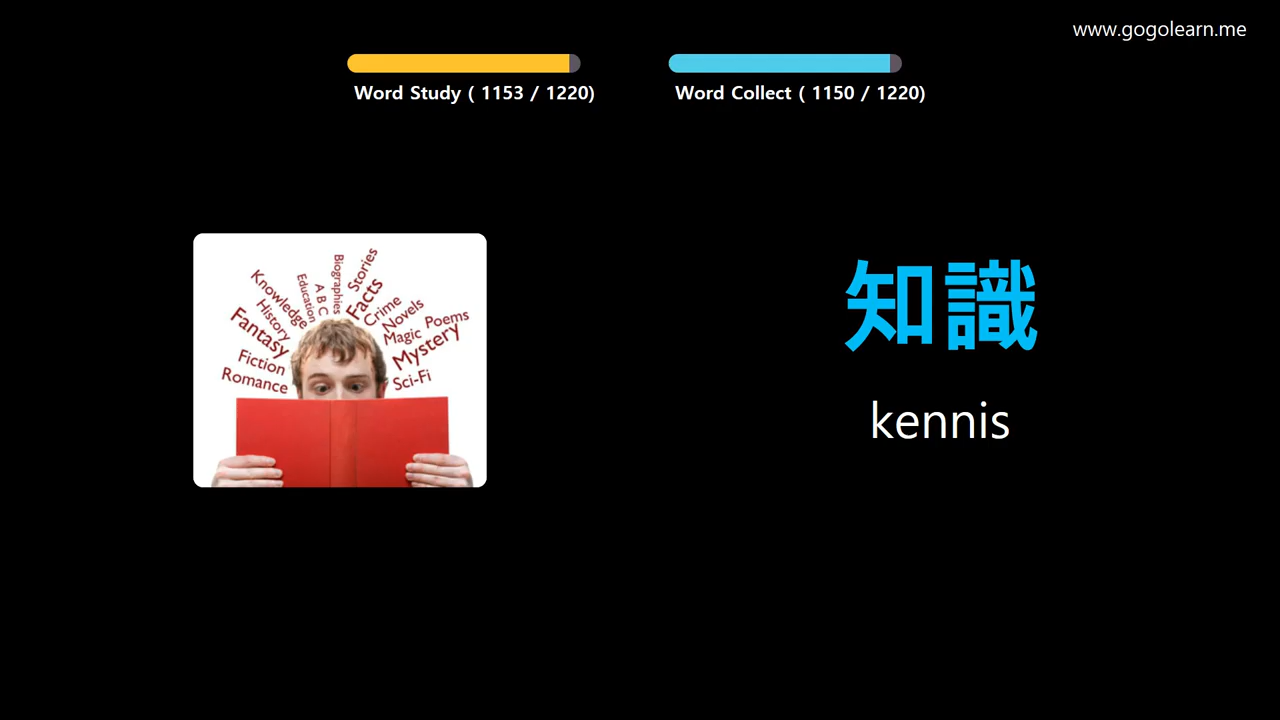 www.gogolearn.me
Word Study ( 1153 / 1220)
Word Collect ( 1150 / 1220)
Knowledge
History
Fantasy
Fiction
Romance
Education
A B C
Biographies
Stories
Facts
Crime
Novels
Magic
Poems
Mystery
Sci-Fi
知識
kennis